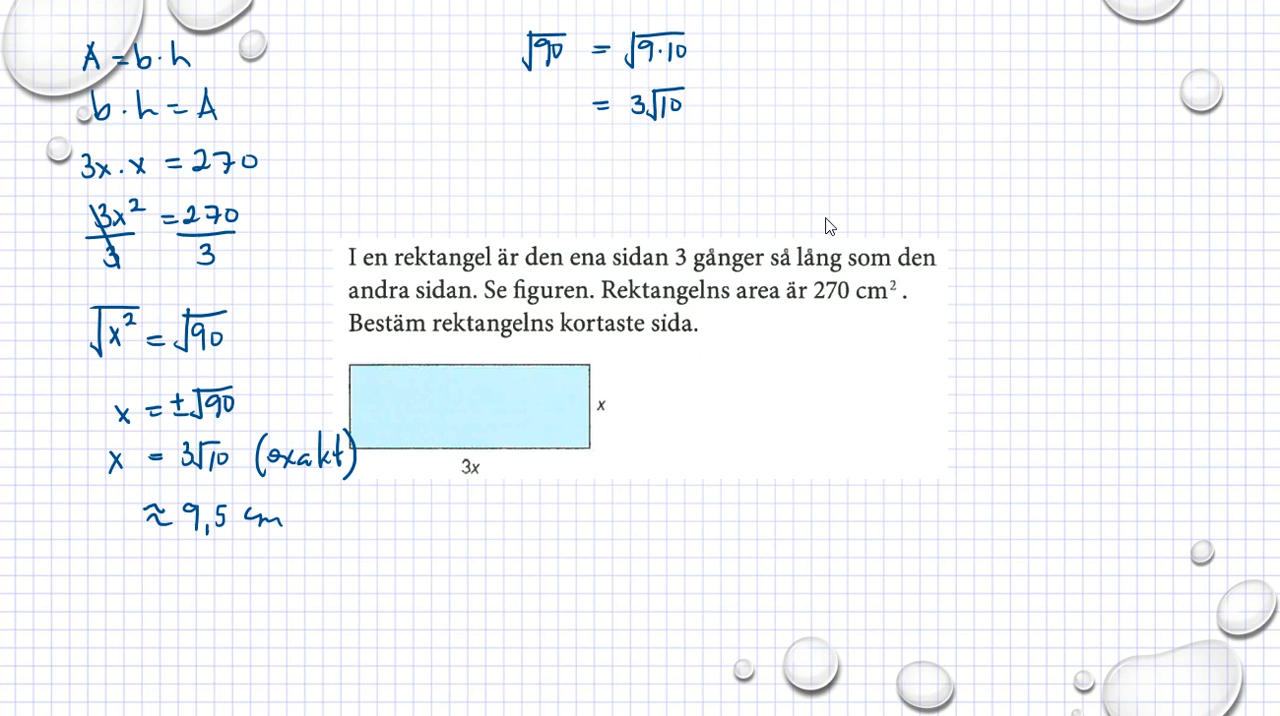 A = b · h
b · h = A
3x · x = 270
3x² / 3 = 270 / 3
√x² = √90
x = ±√90
x = 3√10 (exakt)
≈ 9,5 cm
√90 = √9·10
= 3√10
I en rektangel är den ena sidan 3 gånger så lång som den
andra sidan. Se figuren. Rektangelns area är 270 cm² .
Bestäm rektangelns kortaste sida.
x
3x